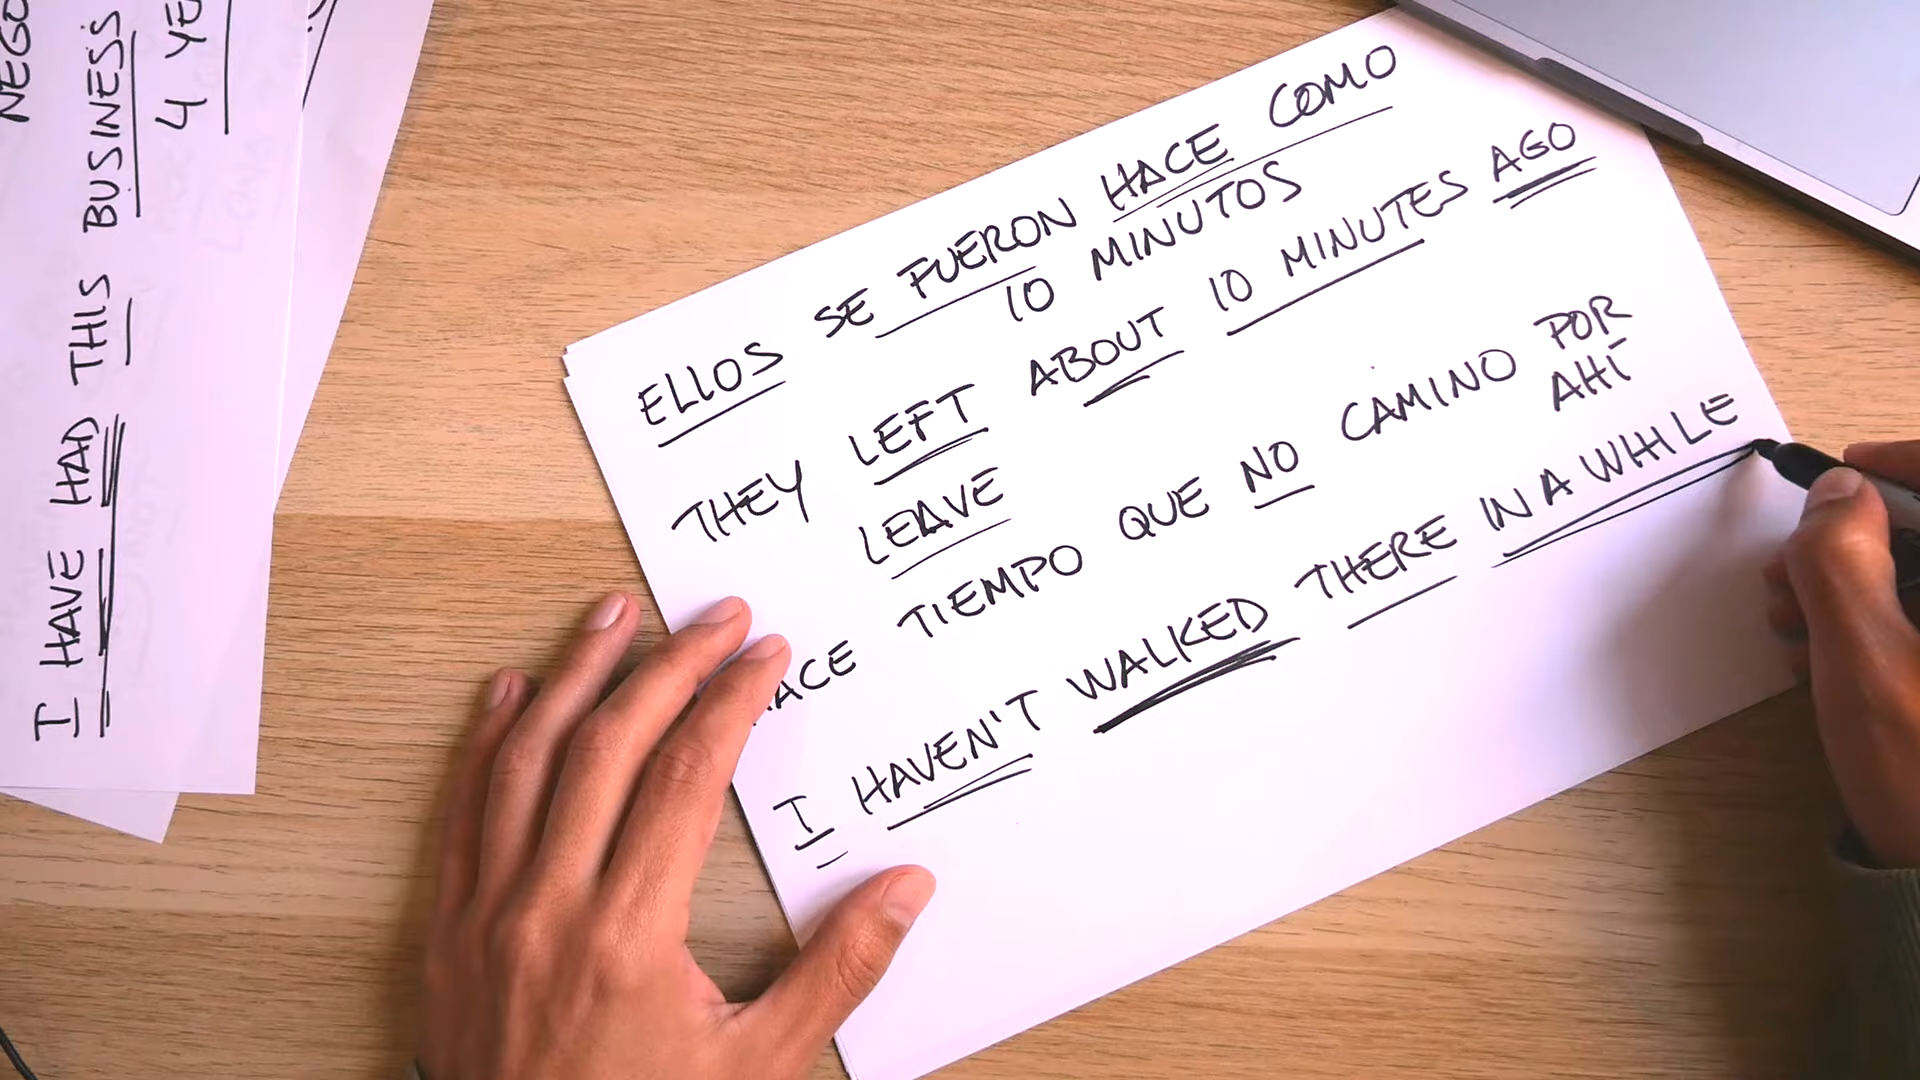 I HAVE HAD THIS BUSINESS
4
ELLOS SE FUERON HACE COMO
10 MINUTOS
THEY LEFT ABOUT 10 MINUTES AGO
LEAVE
HACE TIEMPO QUE NO CAMINO POR
AHÍ
I HAVEN'T WALKED THERE IN A WHILE